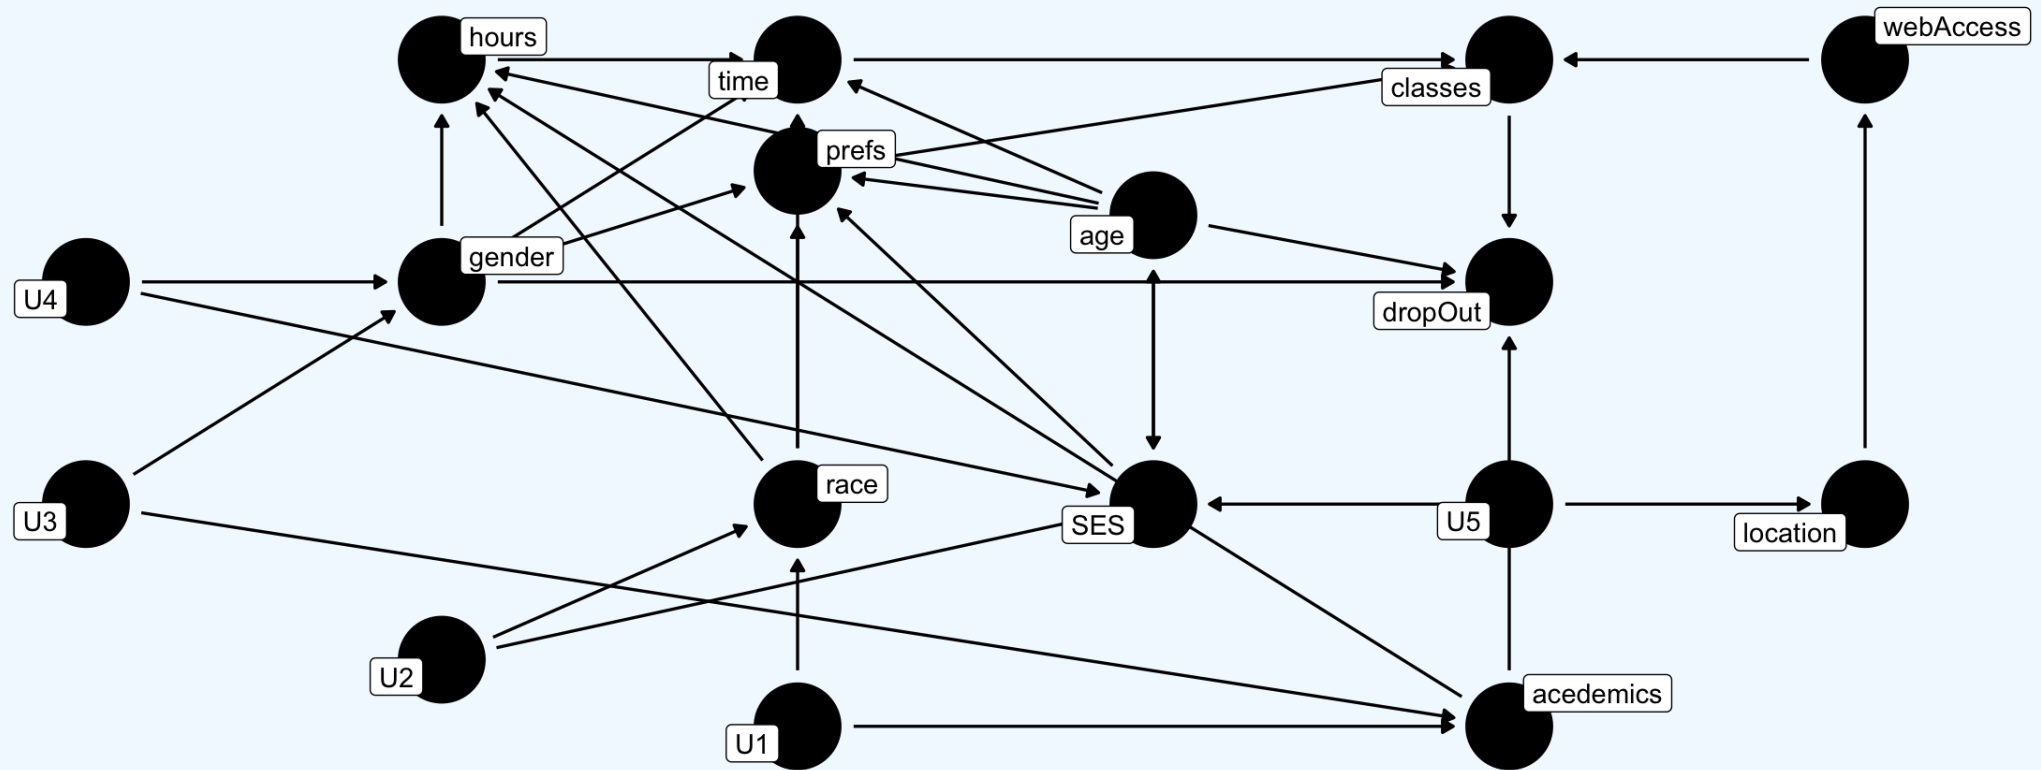 webAccess
hours
time
classes
prefs
age
gender
U4
dropOut
race
U3
SES
U5
location
U2
acedemics
U1